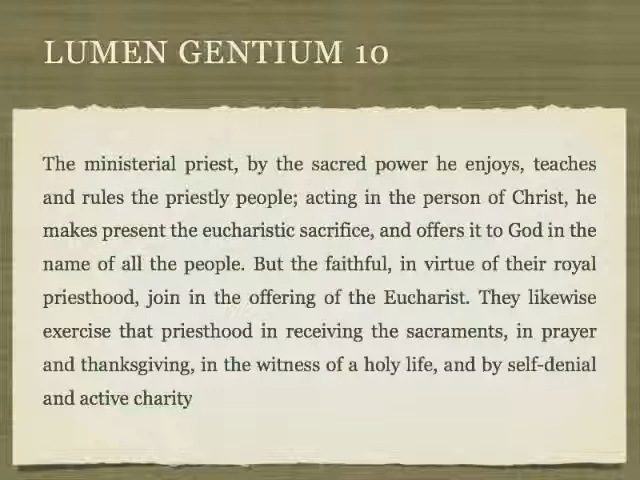 LUMEN GENTIUM 10
The ministerial priest, by the sacred power he enjoys, teaches
and rules the priestly people; acting in the person of Christ, he
makes present the eucharistic sacrifice, and offers it to God in the
name of all the people. But the faithful, in virtue of their royal
priesthood, join in the offering of the Eucharist. They likewise
exercise that priesthood in receiving the sacraments, in prayer
and thanksgiving, in the witness of a holy life, and by self-denial
and active charity